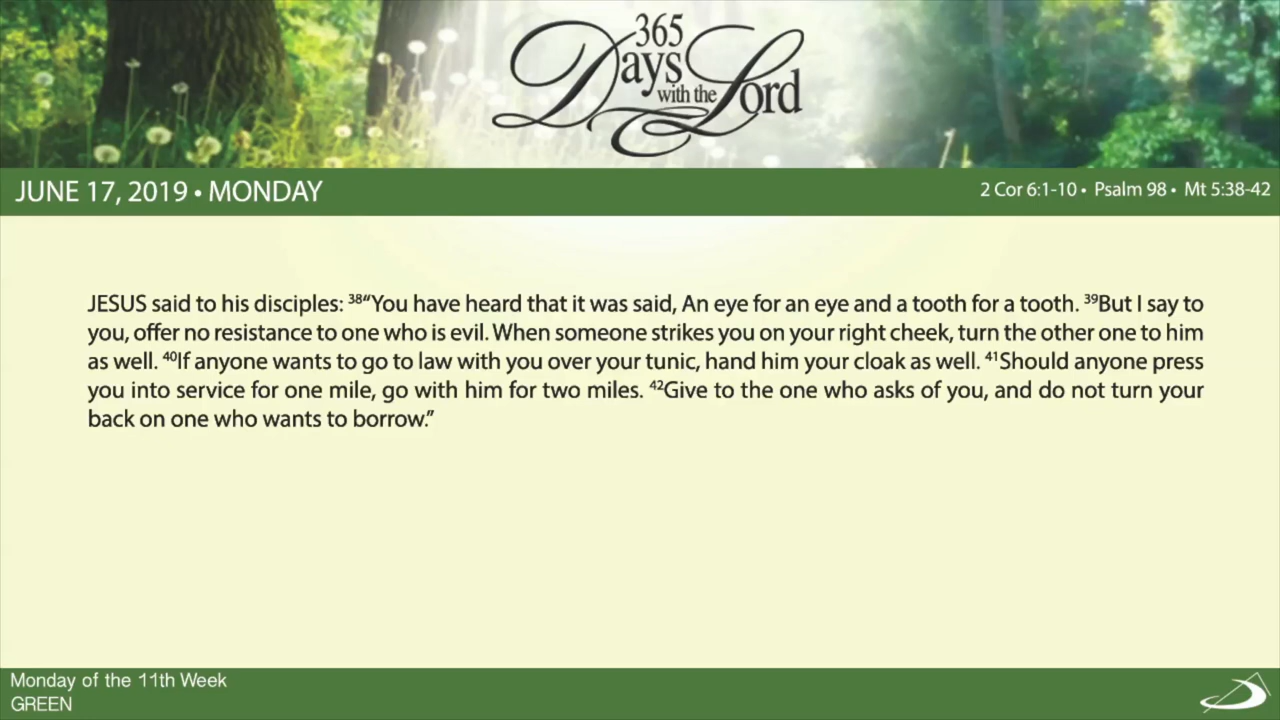 365
Days
with the Lord
JUNE 17, 2019 • MONDAY
2 Cor 6:1-10 • Psalm 98 • Mt 5:38-42
JESUS said to his disciples: ³⁸“You have heard that it was said, An eye for an eye and a tooth for a tooth. ³⁹But I say to
you, offer no resistance to one who is evil. When someone strikes you on your right cheek, turn the other one to him
as well. ⁴⁰If anyone wants to go to law with you over your tunic, hand him your cloak as well. ⁴¹Should anyone press
you into service for one mile, go with him for two miles. ⁴²Give to the one who asks of you, and do not turn your
back on one who wants to borrow.”
Monday of the 11th Week
GREEN